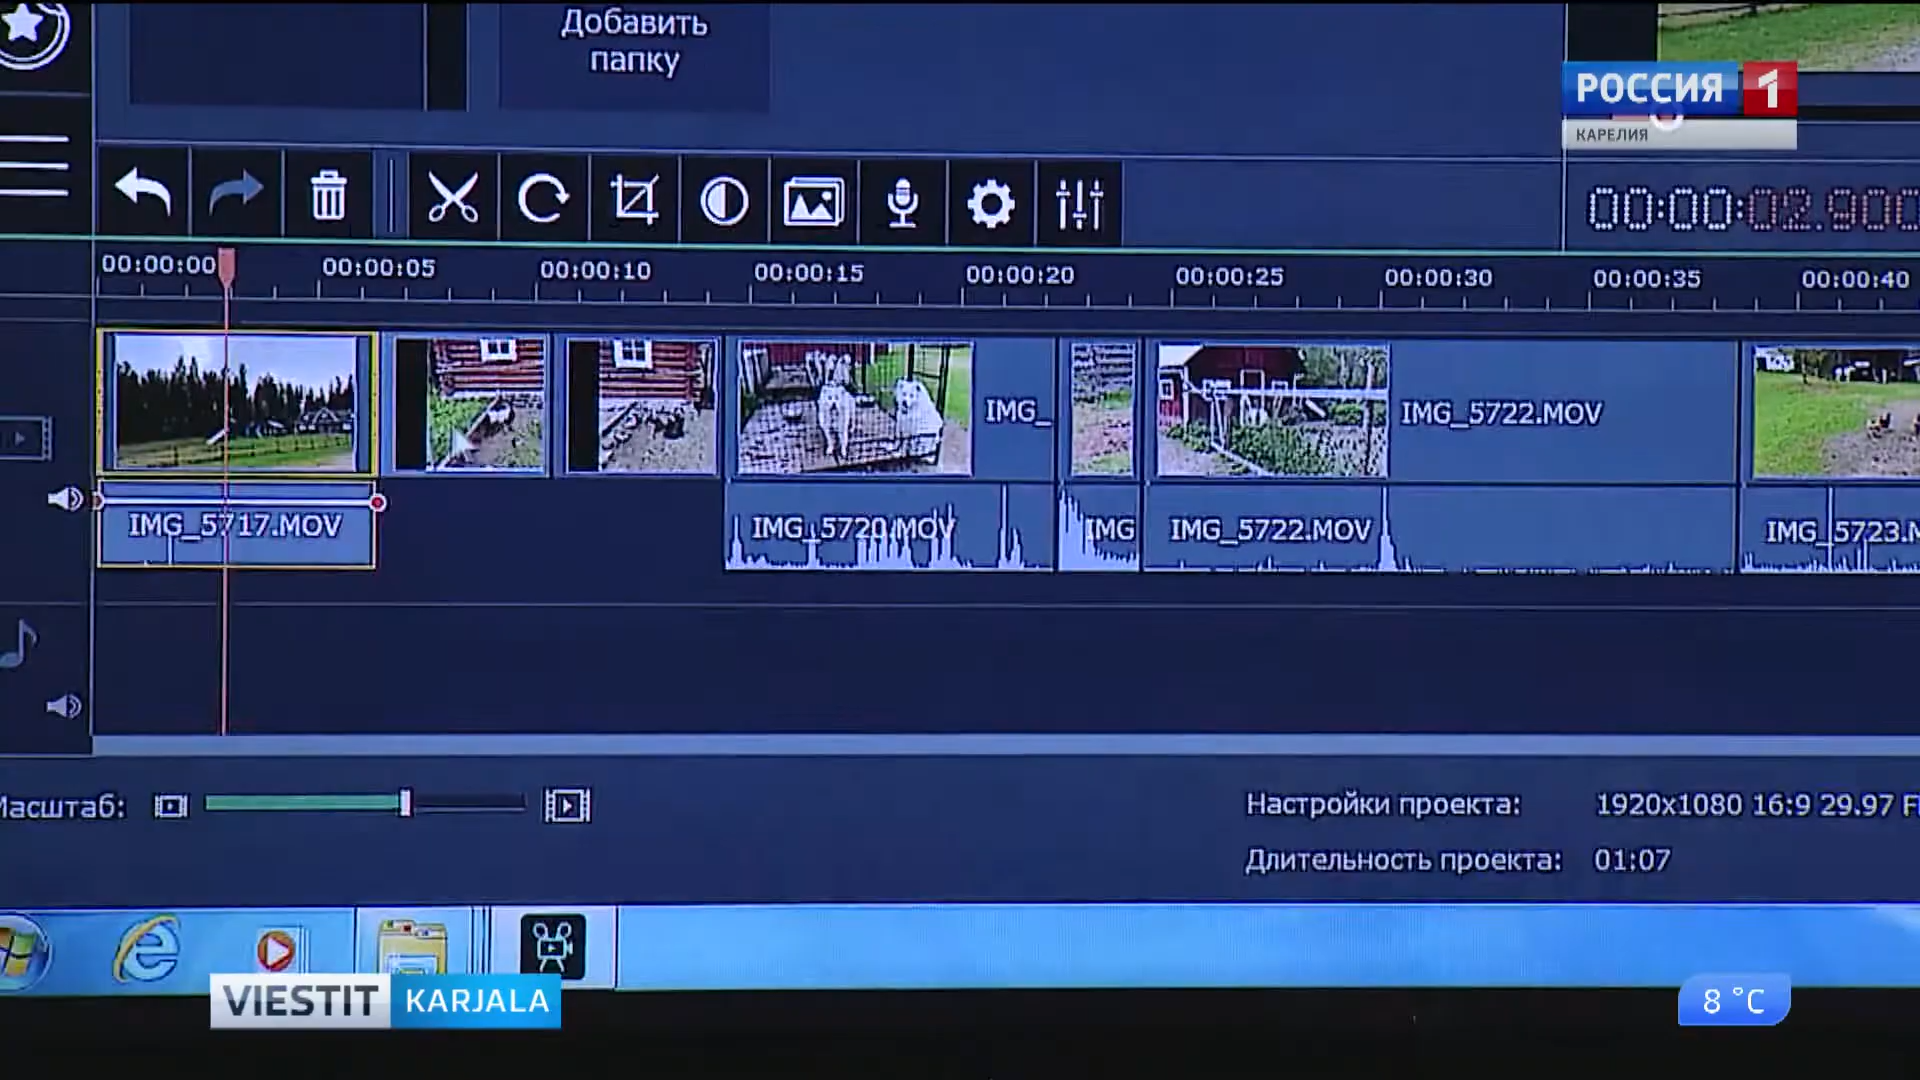 Добавить
папку
РОССИЯ 1
КАРЕЛИЯ
00:00:02.900
00:00:00 00:00:05 00:00:10 00:00:15 00:00:20 00:00:25 00:00:30 00:00:35 00:00:40
IMG_ IMG_5722.MOV
IMG_5717.MOV IMG_5720.MOV IMG IMG_5722.MOV IMG_5723.M
Масштаб:
Настройки проекта: 1920x1080 16:9 29.97 F
Длительность проекта: 01:07
VIESTIT KARJALA
8 °C